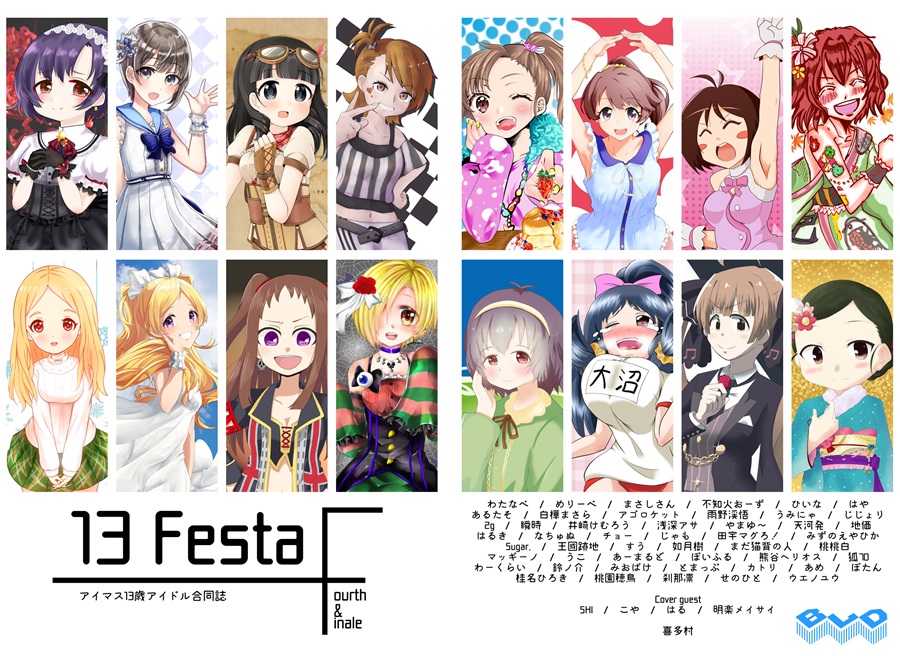 大沼
13 Festa
アイマス13歳アイドル合同誌
Fourth
&
Finale
わたなべ / めりーべ / まさしさん / 不知火おーず / ひいな / はや
あるたそ / 白樺まさら / アゴロケット / 雨野渓悟 / うみにゃ / じじょり
2g / 瞬時 / 井崎けむろう / 浅深アサ / やまゆ〜 / 天河発 / 地価
はるき / なちゅぬ / チョー / じゃも / 田宇マグろ! / みずのえやひか
Sugar. / 王圏跡地 / すう / 如月樹 / まだ猫背の人 / 桃桃白
マッギーノ / うこ / あーまるど / ぽいふる / 熊谷ヘリオス / 狐70
わーくらい / 鈴ノ介 / みおばけ / とまっぷ / カトリ / あめ / ぼたん
桂名ひろき / 桃園穂鳥 / 刹那凛 / せのひと / ウエノユウ
Cover guest
SHI / こや / はる / 明楽メイサイ
喜多村